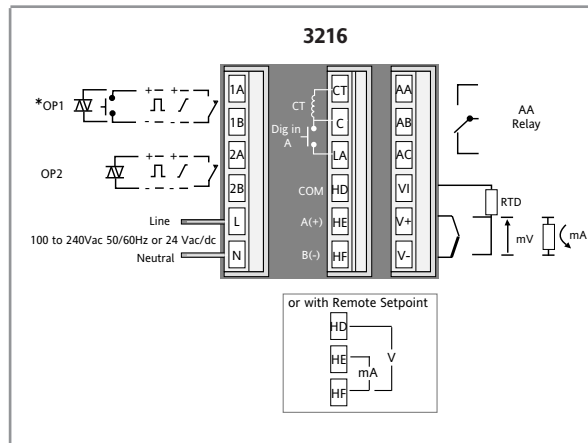 3216
1A CT AA
*OP1 CT AB AA
1B C AB Relay
Dig in
A
2A LA AC
OP2
2B COM HD VI
RTD
Line L A(+) HE V+
100 to 240Vac 50/60Hz or 24 Vac/dc
mV mA
Neutral N B(-) HF V-
or with Remote Setpoint
HD
V
HE
mA
HF